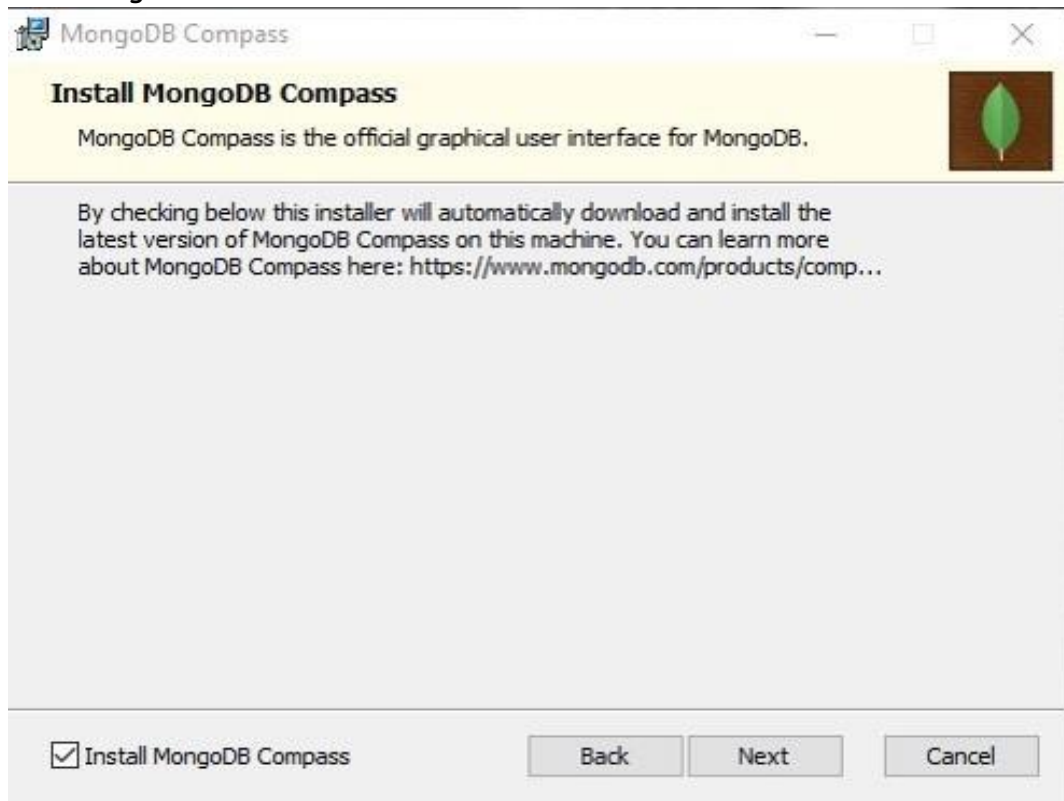 MongoDB Compass
Install MongoDB Compass
MongoDB Compass is the official graphical user interface for MongoDB.
By checking below this installer will automatically download and install the
latest version of MongoDB Compass on this machine. You can learn more
about MongoDB Compass here: https://www.mongodb.com/products/comp...
Install MongoDB Compass
Back
Next
Cancel